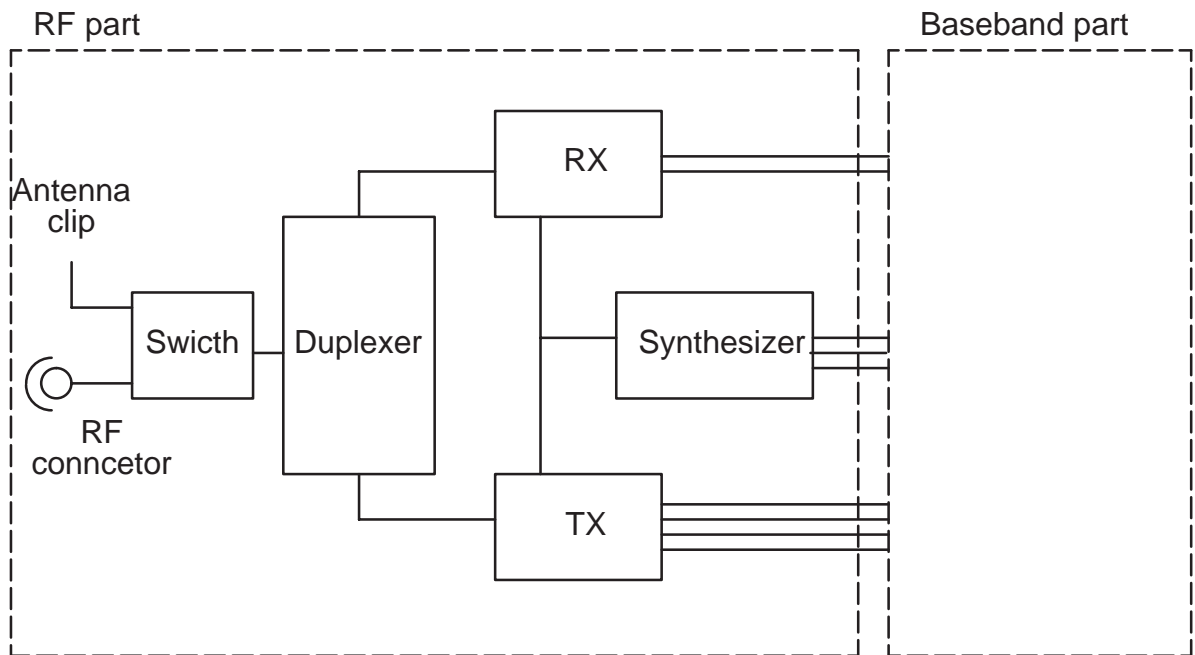 RF part
Baseband part
RX
Antenna
clip
Swicth
Duplexer
Synthesizer
RF
conncetor
TX